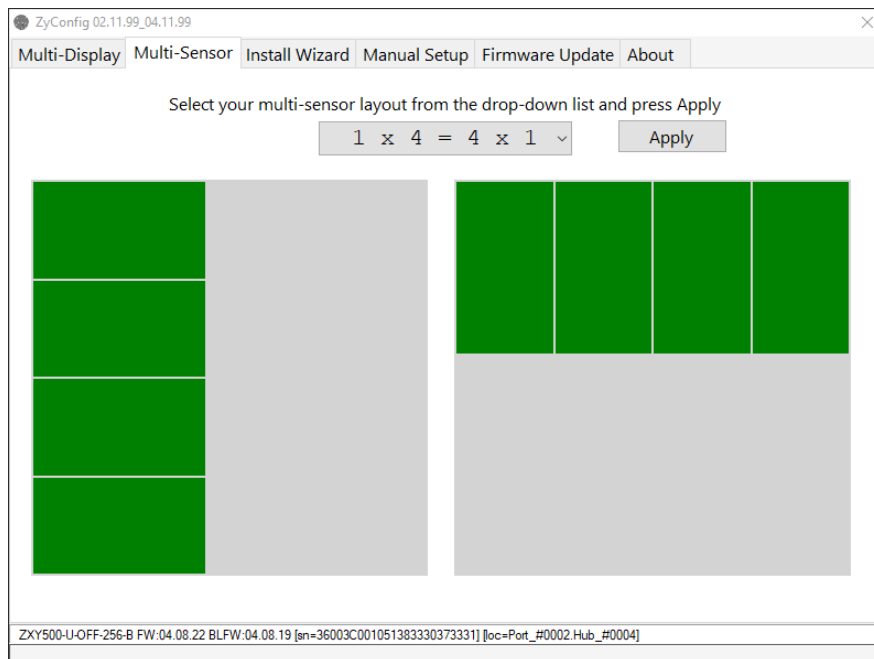 ZyConfig 02.11.99_04.11.99
Multi-Display Multi-Sensor Install Wizard Manual Setup Firmware Update About
Select your multi-sensor layout from the drop-down list and press Apply
1 x 4 = 4 x 1 Apply
ZXY500-U-OFF-256-B FW:04.08.22 BLFW:04.08.19 [sn=36003C001051383330373331] [loc=Port_#0002.Hub_#0004]